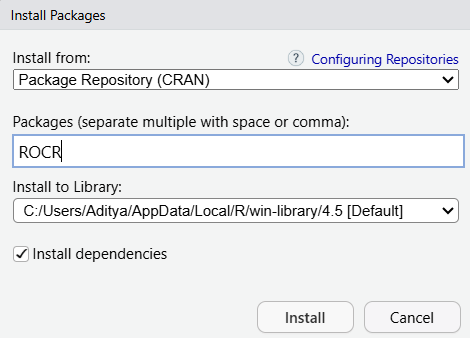 Install Packages
Install from:
? Configuring Repositories
Package Repository (CRAN)
Packages (separate multiple with space or comma):
ROCR
Install to Library:
C:/Users/Aditya/AppData/Local/R/win-library/4.5 [Default]
Install dependencies
Install
Cancel